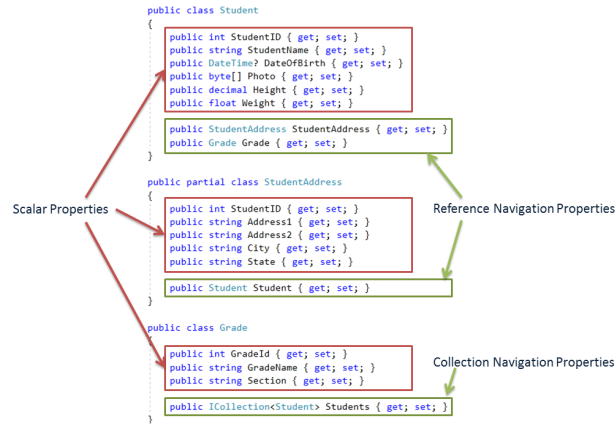 public class Student
{
public int StudentID { get; set; }
public string StudentName { get; set; }
public DateTime? DateOfBirth { get; set; }
public byte[] Photo { get; set; }
public decimal Height { get; set; }
public float Weight { get; set; }
public StudentAddress StudentAddress { get; set; }
public Grade Grade { get; set; }
}
public partial class StudentAddress
{
Scalar Properties
Reference Navigation Properties
public int StudentID { get; set; }
public string Address1 { get; set; }
public string Address2 { get; set; }
public string City { get; set; }
public string State { get; set; }
public Student Student { get; set; }
}
public class Grade
{
public int GradeId { get; set; }
public string GradeName { get; set; }
public string Section { get; set; }
Collection Navigation Properties
public ICollection<Student> Students { get; set; }
}